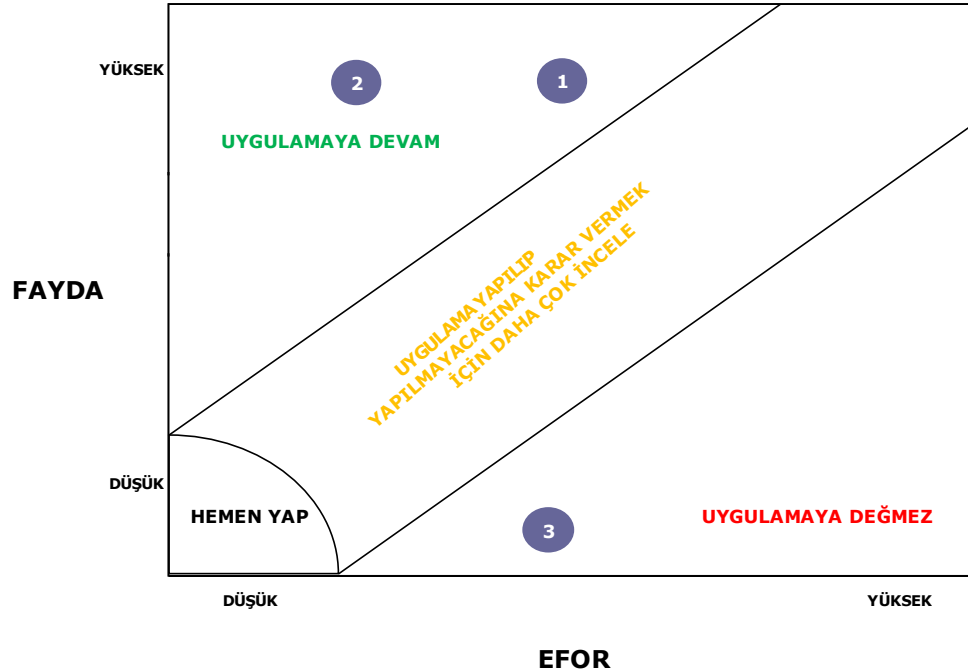 YÜKSEK
2
1
UYGULAMAYA DEVAM
UYGULAMA YAPILIP
YAPILMAYACAĞINA KARAR VERMEK
İÇİN DAHA ÇOK İNCELE
FAYDA
DÜŞÜK
HEMEN YAP
3
UYGULAMAYA DEĞMEZ
DÜŞÜK
YÜKSEK
EFOR